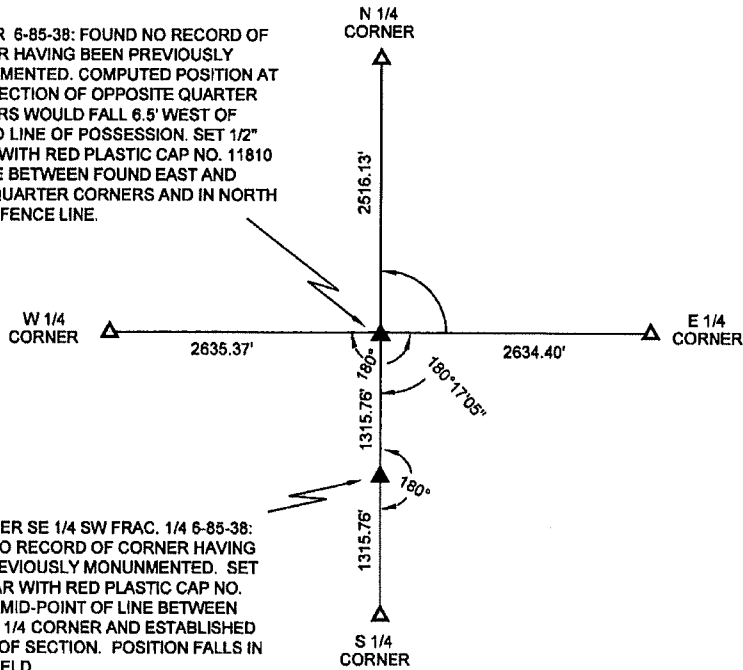 N 1/4
CORNER
R 6-85-38: FOUND NO RECORD OF
R HAVING BEEN PREVIOUSLY
MENTED. COMPUTED POSITION AT
ECTION OF OPPOSITE QUARTER
RS WOULD FALL 6.5' WEST OF
D LINE OF POSSESSION. SET 1/2"
WITH RED PLASTIC CAP NO. 11810
E BETWEEN FOUND EAST AND
QUARTER CORNERS AND IN NORTH
FENCE LINE.
2516.13'
W 1/4
CORNER
E 1/4
CORNER
2635.37'
2634.40'
180°
180°17'05"
1315.76'
180°
1315.76'
ER SE 1/4 SW FRAC. 1/4 6-85-38:
NO RECORD OF CORNER HAVING
EVIOUSLY MONUNMENTED. SET
AR WITH RED PLASTIC CAP NO.
MID-POINT OF LINE BETWEEN
1/4 CORNER AND ESTABLISHED
OF SECTION. POSITION FALLS IN
ELD.
S 1/4
CORNER